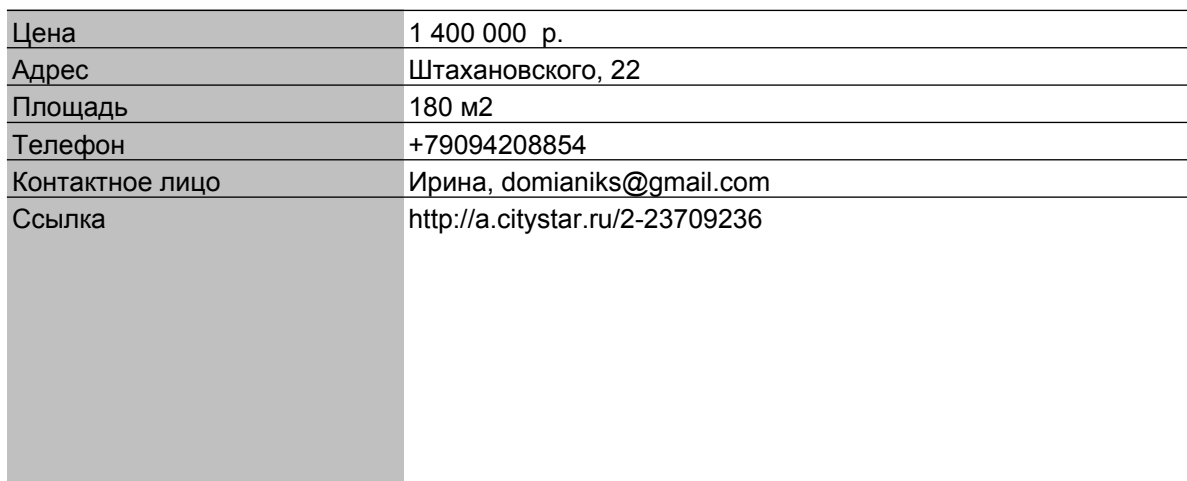 Цена 1 400 000 р.
Адрес Штахановского, 22
Площадь 180 м2
Телефон +79094208854
Контактное лицо Ирина, domianiks@gmail.com
Ссылка http://a.citystar.ru/2-23709236